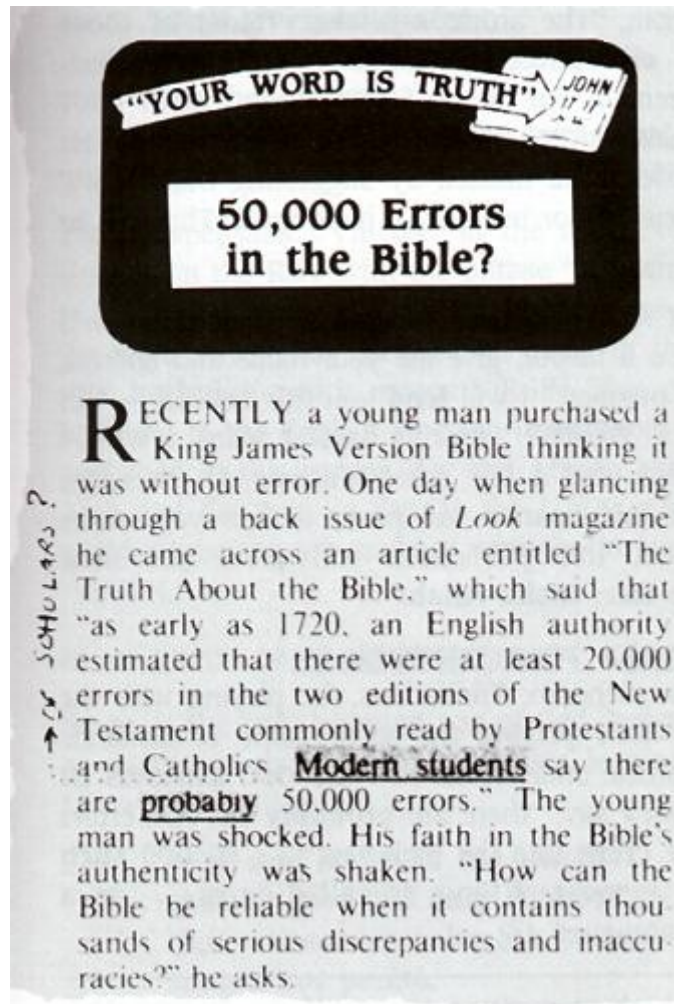 "YOUR WORD IS TRUTH"
JOHN
17 17
50,000 Errors
in the Bible?
RECENTLY a young man purchased a
King James Version Bible thinking it
was without error. One day when glancing
through a back issue of Look magazine
he came across an article entitled "The
Truth About the Bible," which said that
"as early as 1720, an English authority
estimated that there were at least 20,000
errors in the two editions of the New
Testament commonly read by Protestants
and Catholics. Modern students say there
are probably 50,000 errors." The young
man was shocked. His faith in the Bible's
authenticity was shaken. "How can the
Bible be reliable when it contains thou
sands of serious discrepancies and inaccu
racies?" he asks.
SCHOLARS?